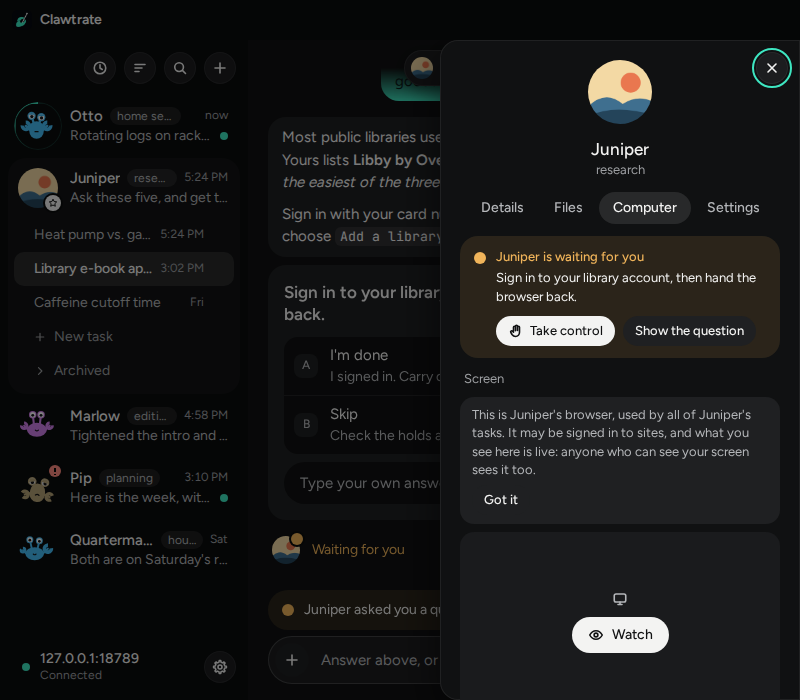 Clawtrate
Otto home se... now
Rotating logs on rack...
Juniper rese... 5:24 PM
Ask these five, and get t...
Heat pump vs. ga... 5:24 PM
Library e-book ap... 3:02 PM
Caffeine cutoff time Fri
New task
Archived
Marlow editi... 4:58 PM
Tightened the intro and ...
Pip planning 3:10 PM
Here is the week, wit...
Quarterma... hou... Sat
Both are on Saturday's r...
127.0.0.1:18789
Connected
Most public libraries use
Yours lists Libby by Ove
the easiest of the three
Sign in with your card n
choose Add a library
Sign in to your librar
back.
A I'm done
I signed in. Carry
B Skip
Check the holds a
Type your own answ
Waiting for you
Juniper asked you a qu
Answer above, or
Juniper
research
Details Files Computer Settings
Juniper is waiting for you
Sign in to your library account, then hand the
browser back.
Take control Show the question
Screen
This is Juniper's browser, used by all of Juniper's
tasks. It may be signed in to sites, and what you
see here is live: anyone who can see your screen
sees it too.
Got it
Watch